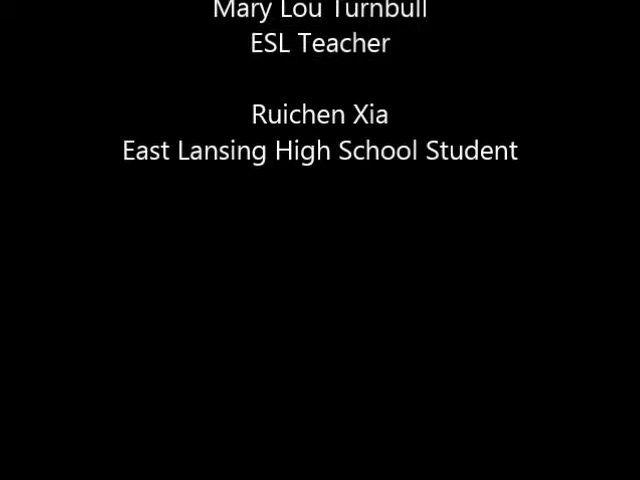 Mary Lou Turnbull
ESL Teacher
Ruichen Xia
East Lansing High School Student